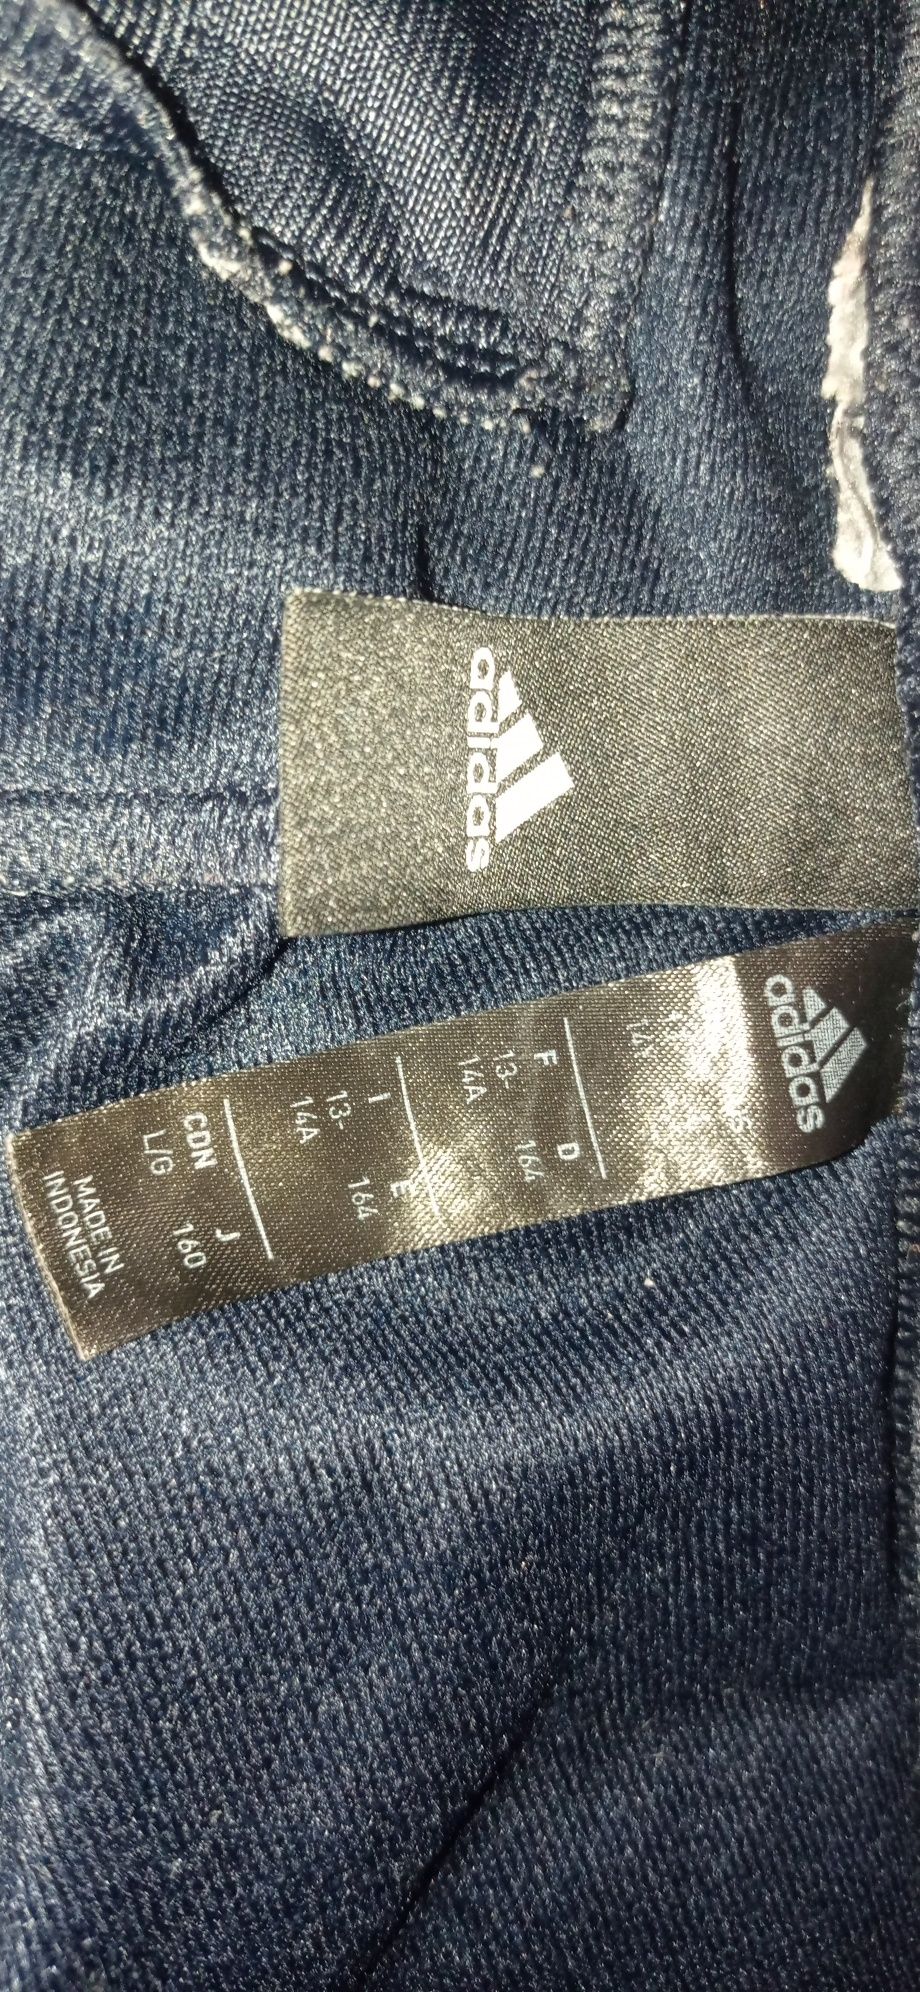 adidas
adidas
F D
13- 164
14A
I E
13- 164
14A
CDN J
L/G 160
MADE IN
INDONESIA